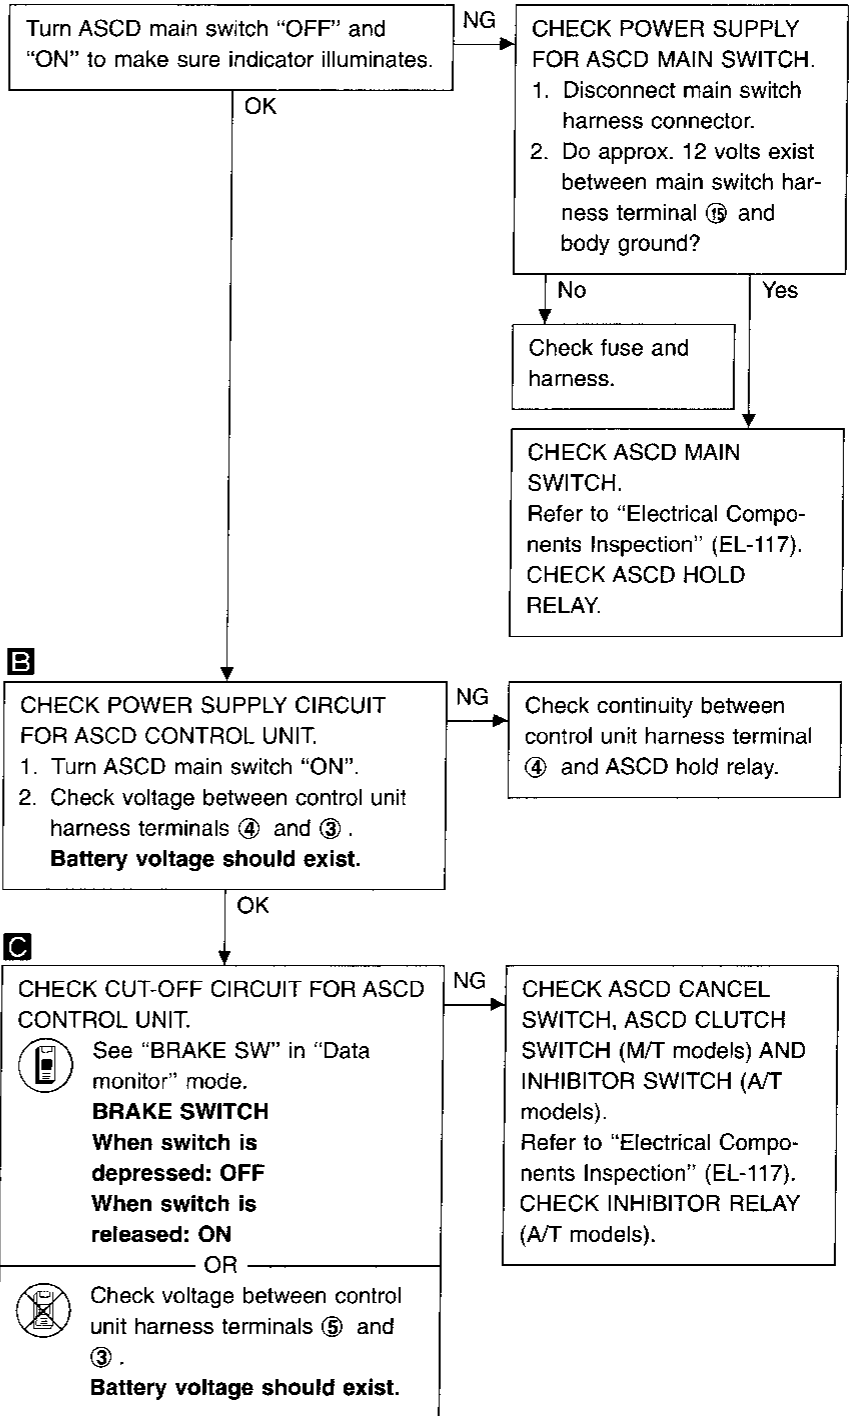 Turn ASCD main switch “OFF” and
“ON” to make sure indicator illuminates.
NG
CHECK POWER SUPPLY
FOR ASCD MAIN SWITCH.
1. Disconnect main switch
harness connector.
2. Do approx. 12 volts exist
between main switch har-
ness terminal ⑮ and
body ground?
OK
No
Yes
Check fuse and
harness.
CHECK ASCD MAIN
SWITCH.
Refer to “Electrical Compo-
nents Inspection” (EL-117).
CHECK ASCD HOLD
RELAY.
B
CHECK POWER SUPPLY CIRCUIT
FOR ASCD CONTROL UNIT.
1. Turn ASCD main switch “ON”.
2. Check voltage between control unit
harness terminals ④ and ③ .
Battery voltage should exist.
NG
Check continuity between
control unit harness terminal
④ and ASCD hold relay.
OK
C
CHECK CUT-OFF CIRCUIT FOR ASCD
CONTROL UNIT.
See “BRAKE SW” in “Data
monitor” mode.
BRAKE SWITCH
When switch is
depressed: OFF
When switch is
released: ON
OR
Check voltage between control
unit harness terminals ⑤ and
③ .
Battery voltage should exist.
NG
CHECK ASCD CANCEL
SWITCH, ASCD CLUTCH
SWITCH (M/T models) AND
INHIBITOR SWITCH (A/T
models).
Refer to “Electrical Compo-
nents Inspection” (EL-117).
CHECK INHIBITOR RELAY
(A/T models).